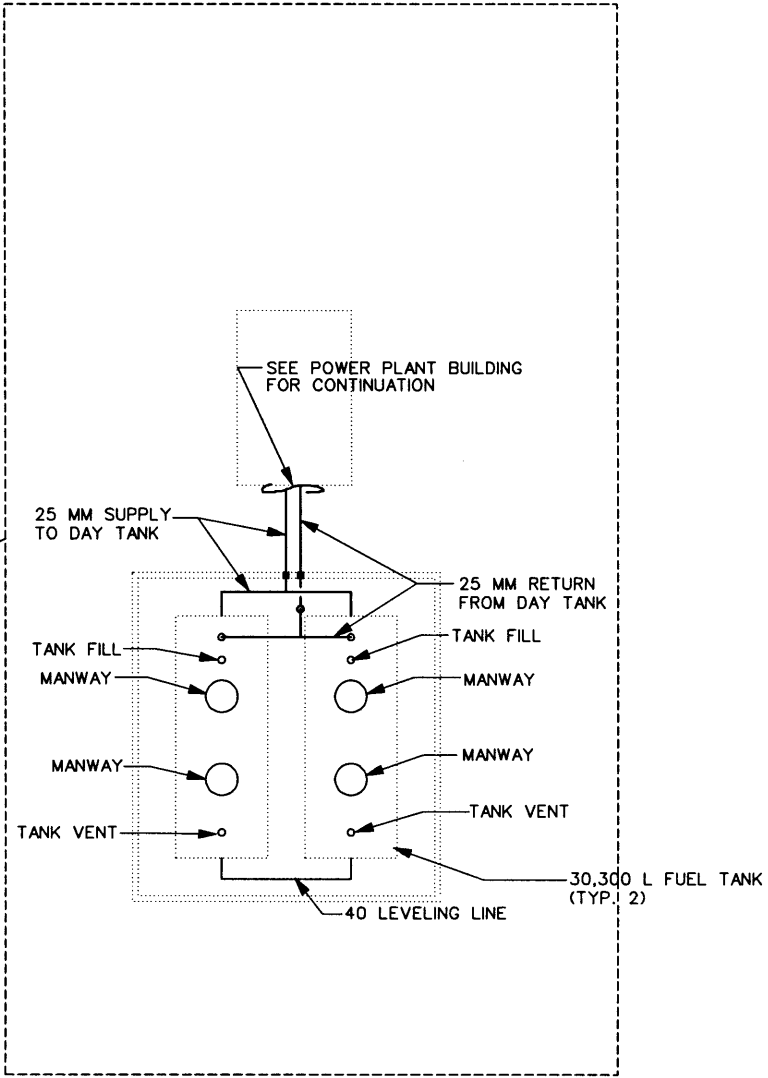 SEE POWER PLANT BUILDING
FOR CONTINUATION
25 MM SUPPLY
TO DAY TANK
25 MM RETURN
FROM DAY TANK
TANK FILL
TANK FILL
MANWAY
MANWAY
MANWAY
MANWAY
TANK VENT
TANK VENT
30,300 L FUEL TANK
(TYP. 2)
40 LEVELING LINE